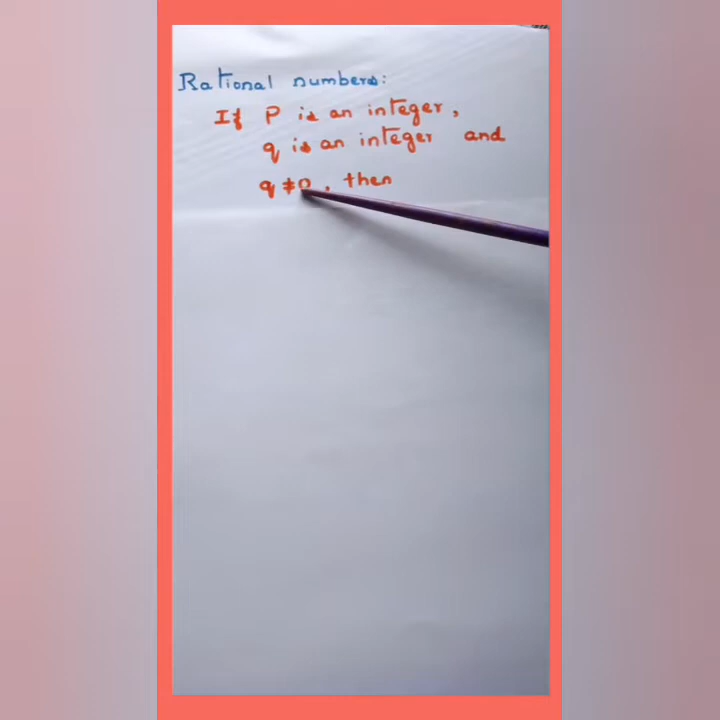 Rational numbers:
If P is an integer,
q is an integer and
q ≠ 0, then